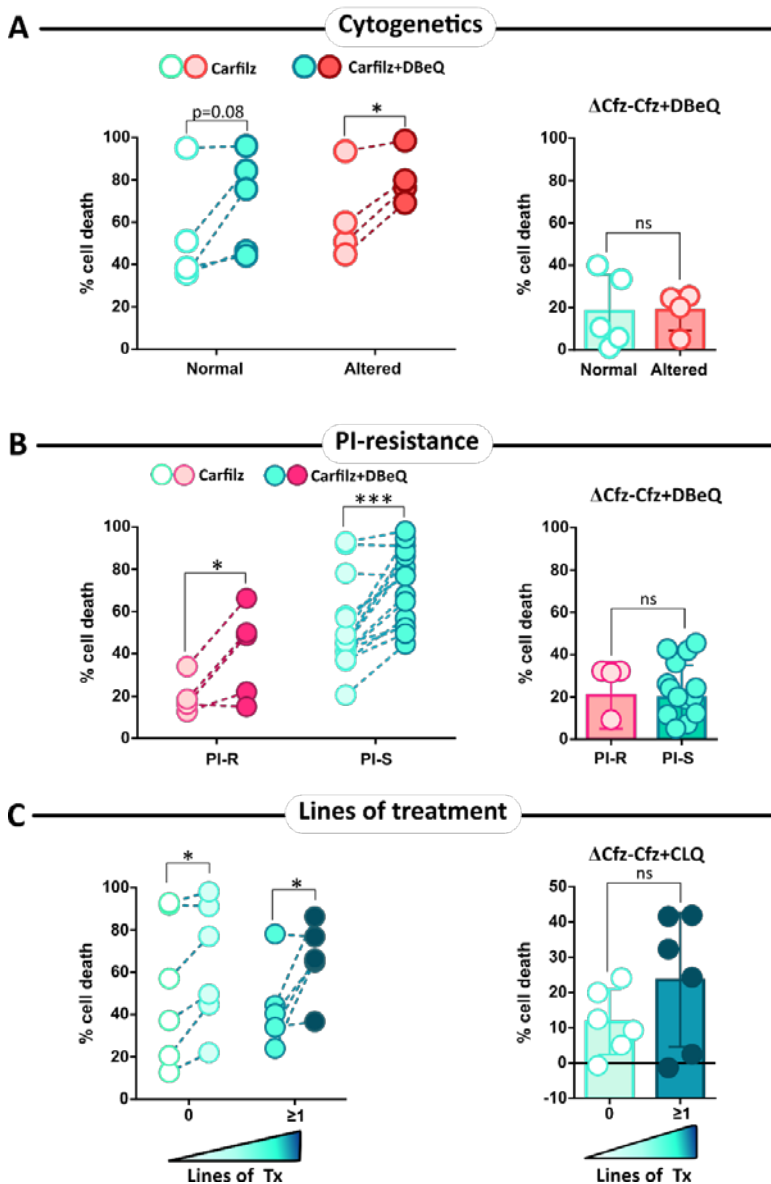 A
Cytogenetics
Carfilz
Carfilz+DBeQ
p=0.08
*
% cell death
100
80
60
40
20
0
Normal
Altered
ΔCfz-Cfz+DBeQ
ns
% cell death
100
80
60
40
20
0
Normal
Altered
B
PI-resistance
Carfilz
Carfilz+DBeQ
*
***
% cell death
100
80
60
40
20
0
PI-R
PI-S
ΔCfz-Cfz+DBeQ
ns
% cell death
100
80
60
40
20
0
PI-R
PI-S
C
Lines of treatment
*
*
% cell death
100
80
60
40
20
0
0
≥1
Lines of Tx
ΔCfz-Cfz+CLQ
ns
% cell death
50
40
30
20
10
0
-10
0
≥1
Lines of Tx